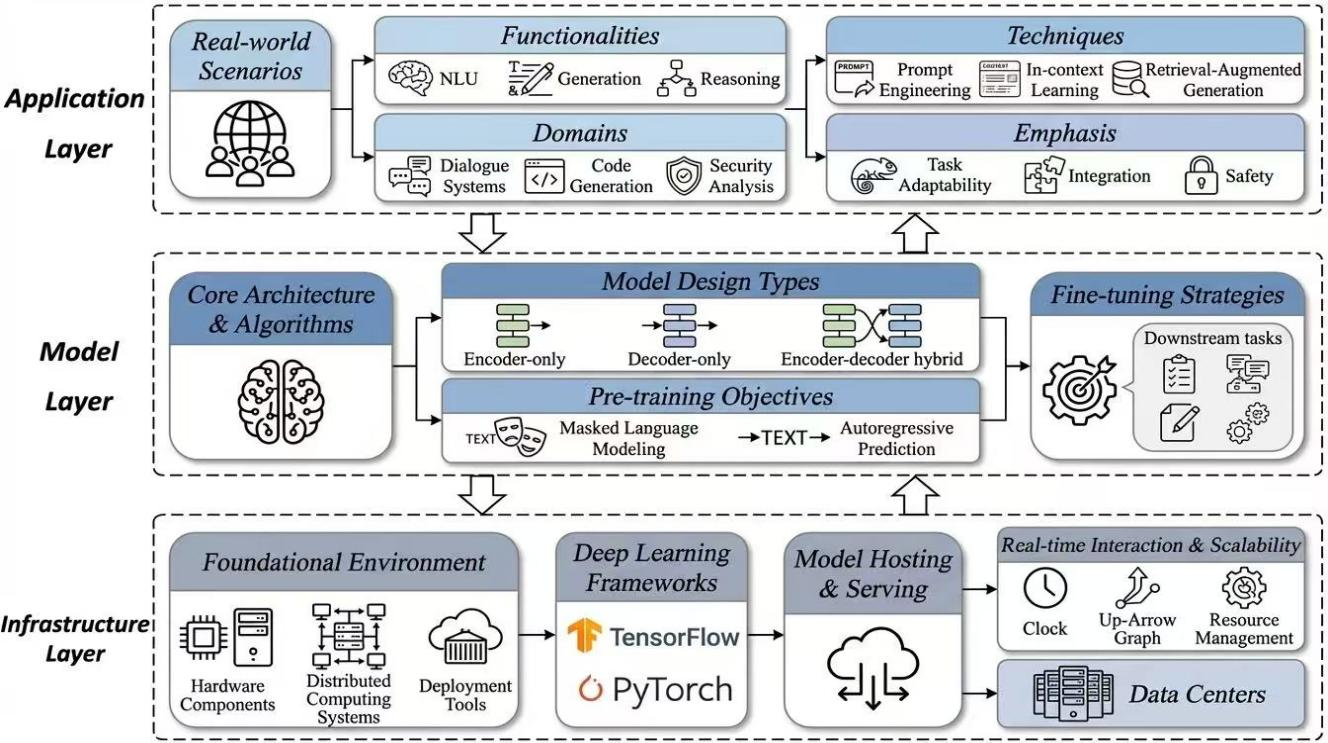 Application
Layer
Real-world
Scenarios
Functionalities
NLU
T
&
Generation
Reasoning
Domains
Dialogue
Systems
Code
Generation
Security
Analysis
Techniques
PROMPT
Prompt
Engineering
In-context
Learning
Retrieval-Augmented
Generation
Emphasis
Task
Adaptability
Integration
Safety
Model
Layer
Core Architecture
& Algorithms
Model Design Types
Encoder-only
Decoder-only
Encoder-decoder hybrid
Pre-training Objectives
TEXT
Masked Language
Modeling
TEXT
Autoregressive
Prediction
Fine-tuning Strategies
Downstream tasks
Infrastructure
Layer
Foundational Environment
Hardware
Components
Distributed
Computing
Systems
Deployment
Tools
Deep Learning
Frameworks
TensorFlow
PyTorch
Model Hosting
& Serving
Real-time Interaction & Scalability
Clock
Up-Arrow
Graph
Resource
Management
Data Centers